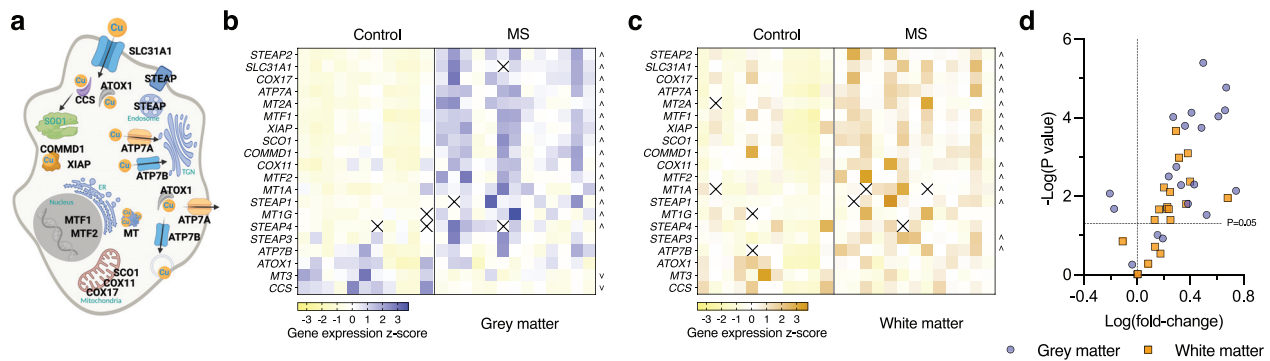 a
Cu
SLC31A1
Cu
ATOX1
STEAP
CCS
Cu
STEAP
SOD1
Endosome
Cu
COMMD1
ATP7A
Cu
XIAP
Cu
ATP7B
TGN
ER
ATOX1
Nucleus
Cu
MTF1
ATP7A
MTF2
MT
ATP7B
SCO1
Cu
COX11
COX17
Mitochondria
b
Control MS
STEAP2 ^
SLC31A1 ^
COX17 ^
ATP7A ^
MT2A ^
MTF1 ^
XIAP ^
SCO1 ^
COMMD1 ^
COX11 ^
MTF2 ^
MT1A ^
STEAP1 ^
MT1G ^
STEAP4 ^
STEAP3
ATP7B
ATOX1
MT3 v
CCS v
-3 -2 -1 0 1 2 3
Gene expression z-score
Grey matter
c
Control MS
STEAP2 ^
SLC31A1 ^
COX17 ^
ATP7A ^
MT2A ^
MTF1 ^
XIAP ^
SCO1 ^
COMMD1
COX11 ^
MTF2
MT1A ^
STEAP1 ^
MT1G
STEAP4
STEAP3 ^
ATP7B ^
ATOX1
MT3
CCS
-3 -2 -1 0 1 2 3
Gene expression z-score
White matter
d
-Log(P value)
6
4
2
0
P=0.05
-0.4 0.0 0.4 0.8
Log(fold-change)
Grey matter White matter